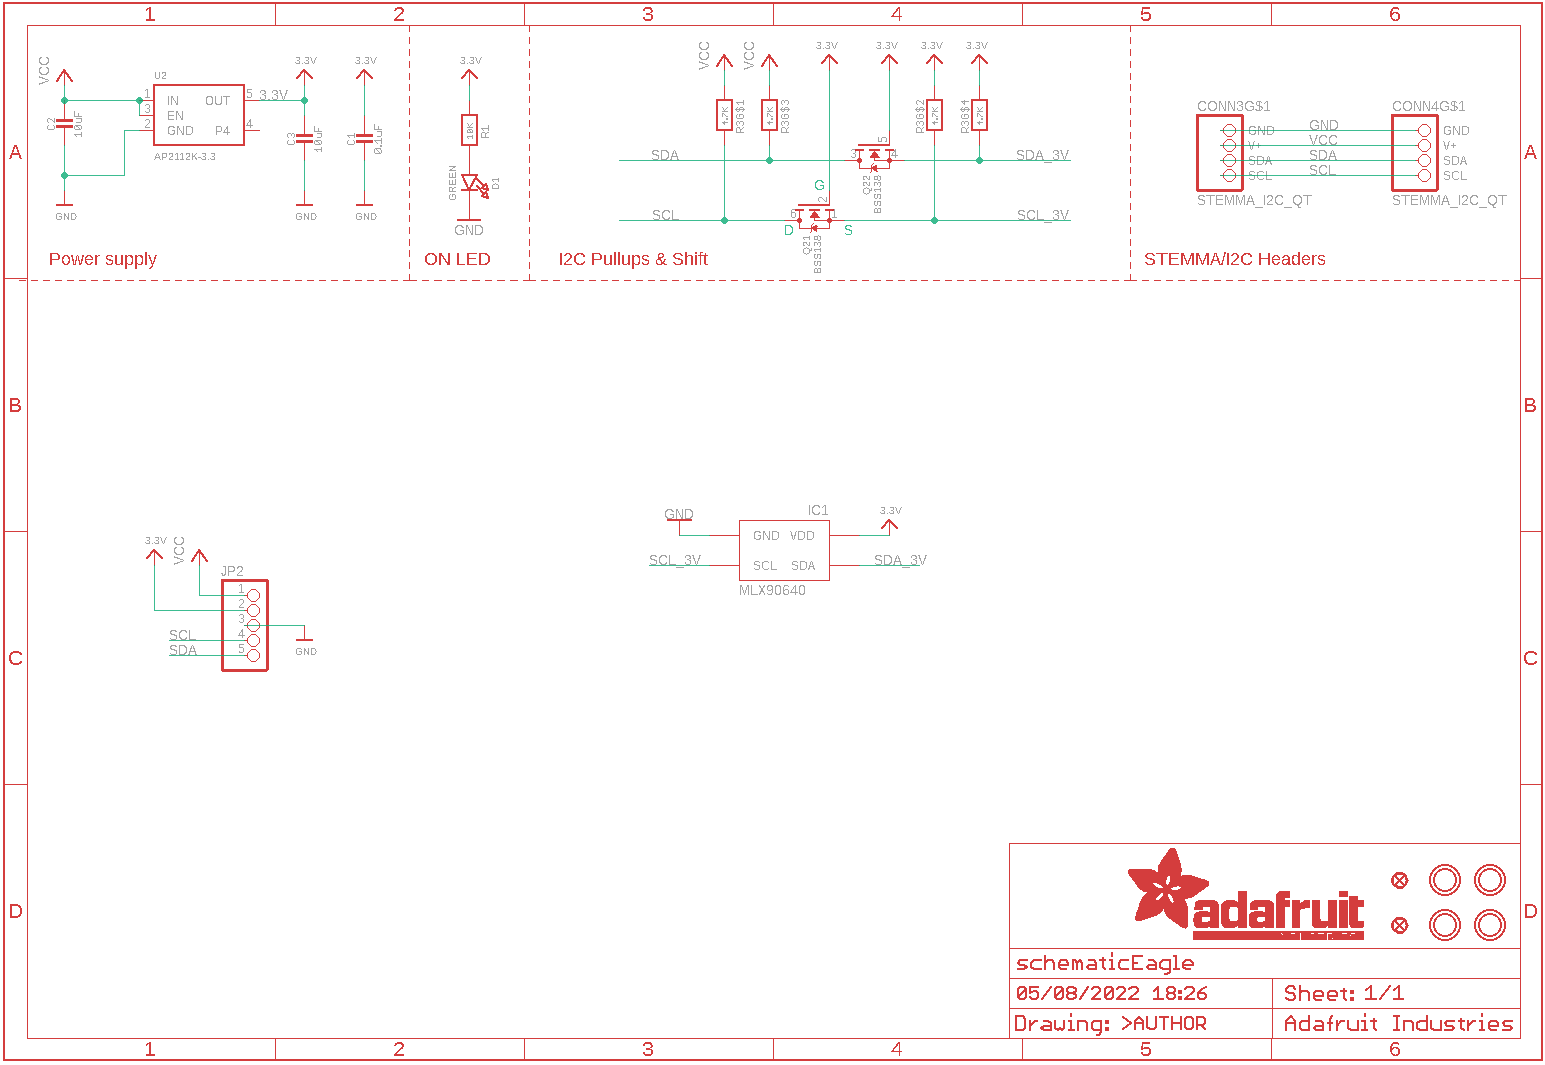 1 2 3 4 5 6
A A
B B
C C
D D
VCC
C2
10uF
GND
U2
1 IN OUT 5 3.3V
3 EN
2 GND P4 4
AP2112K-3.3
3.3V
C3
10uF
GND
3.3V
C1
0.1uF
GND
Power supply
3.3V
10K
R1
GREEN
D1
GND
ON LED
VCC VCC 3.3V 3.3V 3.3V 3.3V
4.7K
R36$1
4.7K
R36$3
R36$2
4.7K
R36$4
4.7K
SDA 3 5 4 SDA_3V
Q22
BSS138
G
2
SCL 6 1 SCL_3V
D S
Q21
BSS138
I2C Pullups & Shift
CONN3G$1 CONN4G$1
GND GND GND
V+ VCC V+
SDA SDA SDA
SCL SCL SCL
STEMMA_I2C_QT STEMMA_I2C_QT
STEMMA/I2C Headers
GND IC1 3.3V
GND VDD
SCL_3V SCL SDA SDA_3V
MLX90640
3.3V VCC
JP2
1
2
3
SCL 4
SDA 5
GND
adafruit
schematicEagle
05/08/2022 18:26 Sheet: 1/1
Drawing: >AUTHOR Adafruit Industries
1 2 3 4 5 6